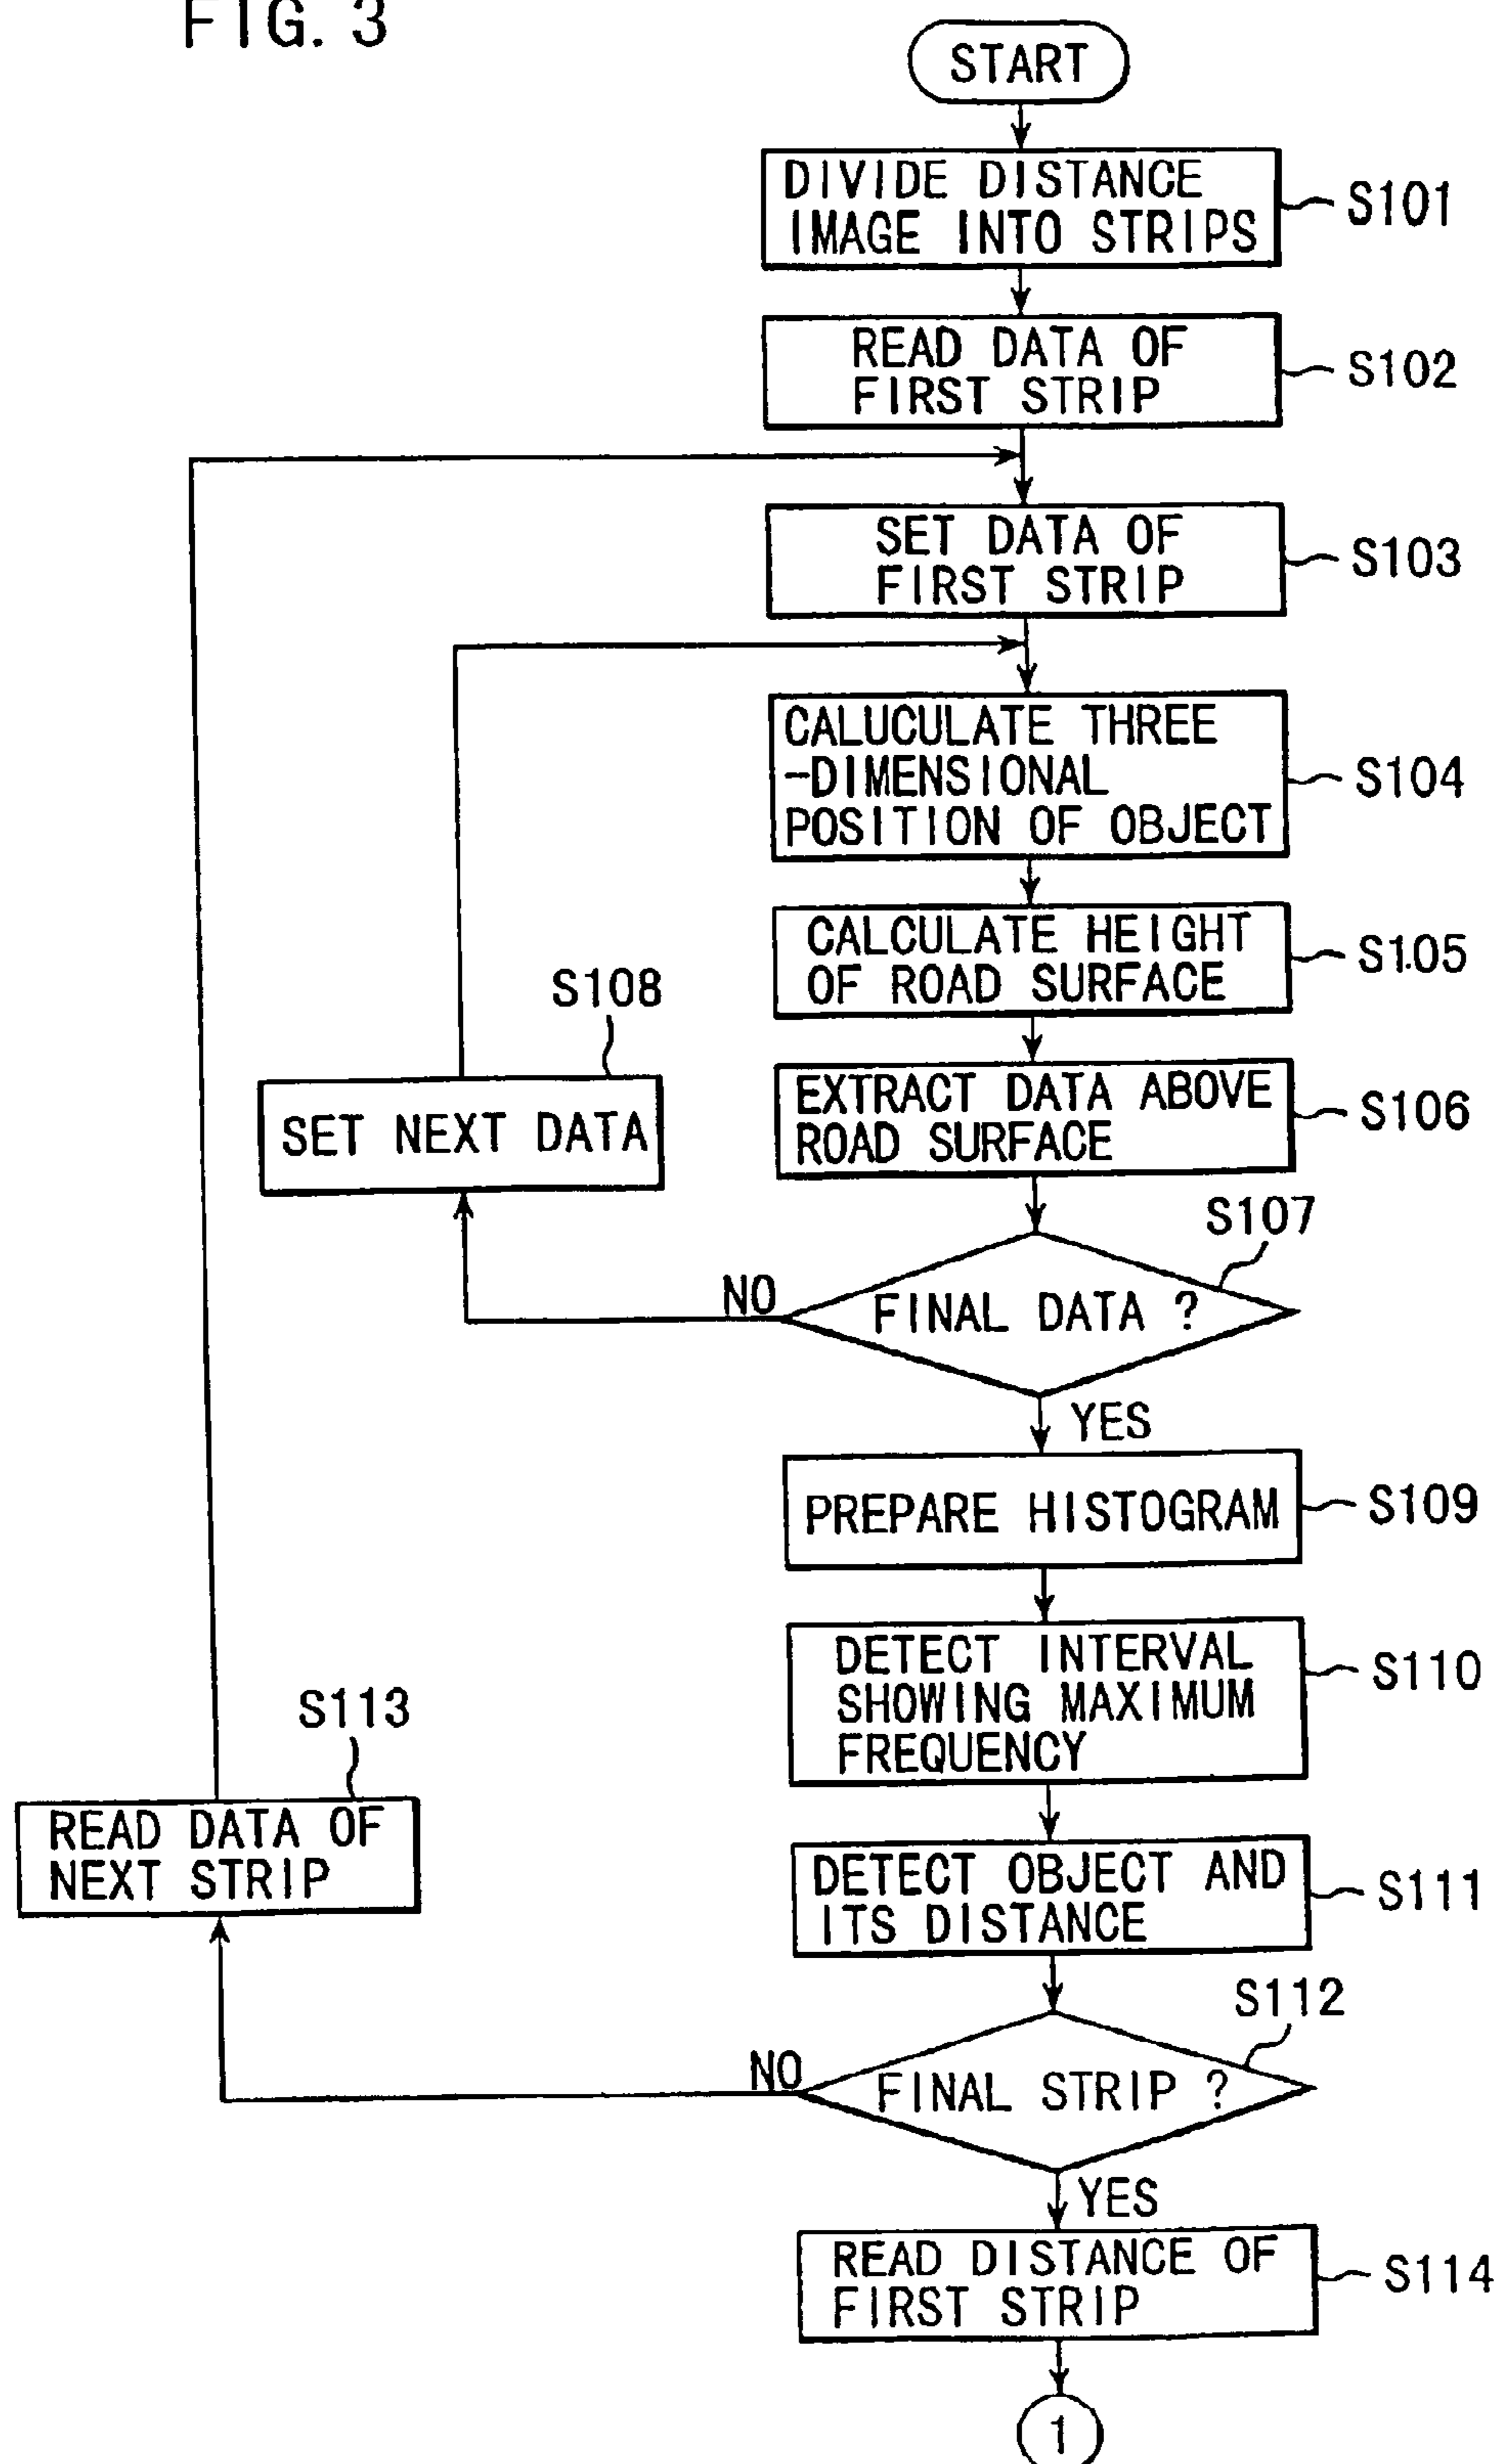 FIG. 3
START
DIVIDE DISTANCE
IMAGE INTO STRIPS
S101
READ DATA OF
FIRST STRIP
S102
SET DATA OF
FIRST STRIP
S103
CALUCULATE THREE
-DIMENSIONAL
POSITION OF OBJECT
S104
CALCULATE HEIGHT
OF ROAD SURFACE
S105
S108
SET NEXT DATA
EXTRACT DATA ABOVE
ROAD SURFACE
S106
S107
NO
FINAL DATA ?
YES
PREPARE HISTOGRAM
S109
DETECT INTERVAL
SHOWING MAXIMUM
FREQUENCY
S110
S113
READ DATA OF
NEXT STRIP
DETECT OBJECT AND
ITS DISTANCE
S111
S112
NO
FINAL STRIP ?
YES
READ DISTANCE OF
FIRST STRIP
S114
1